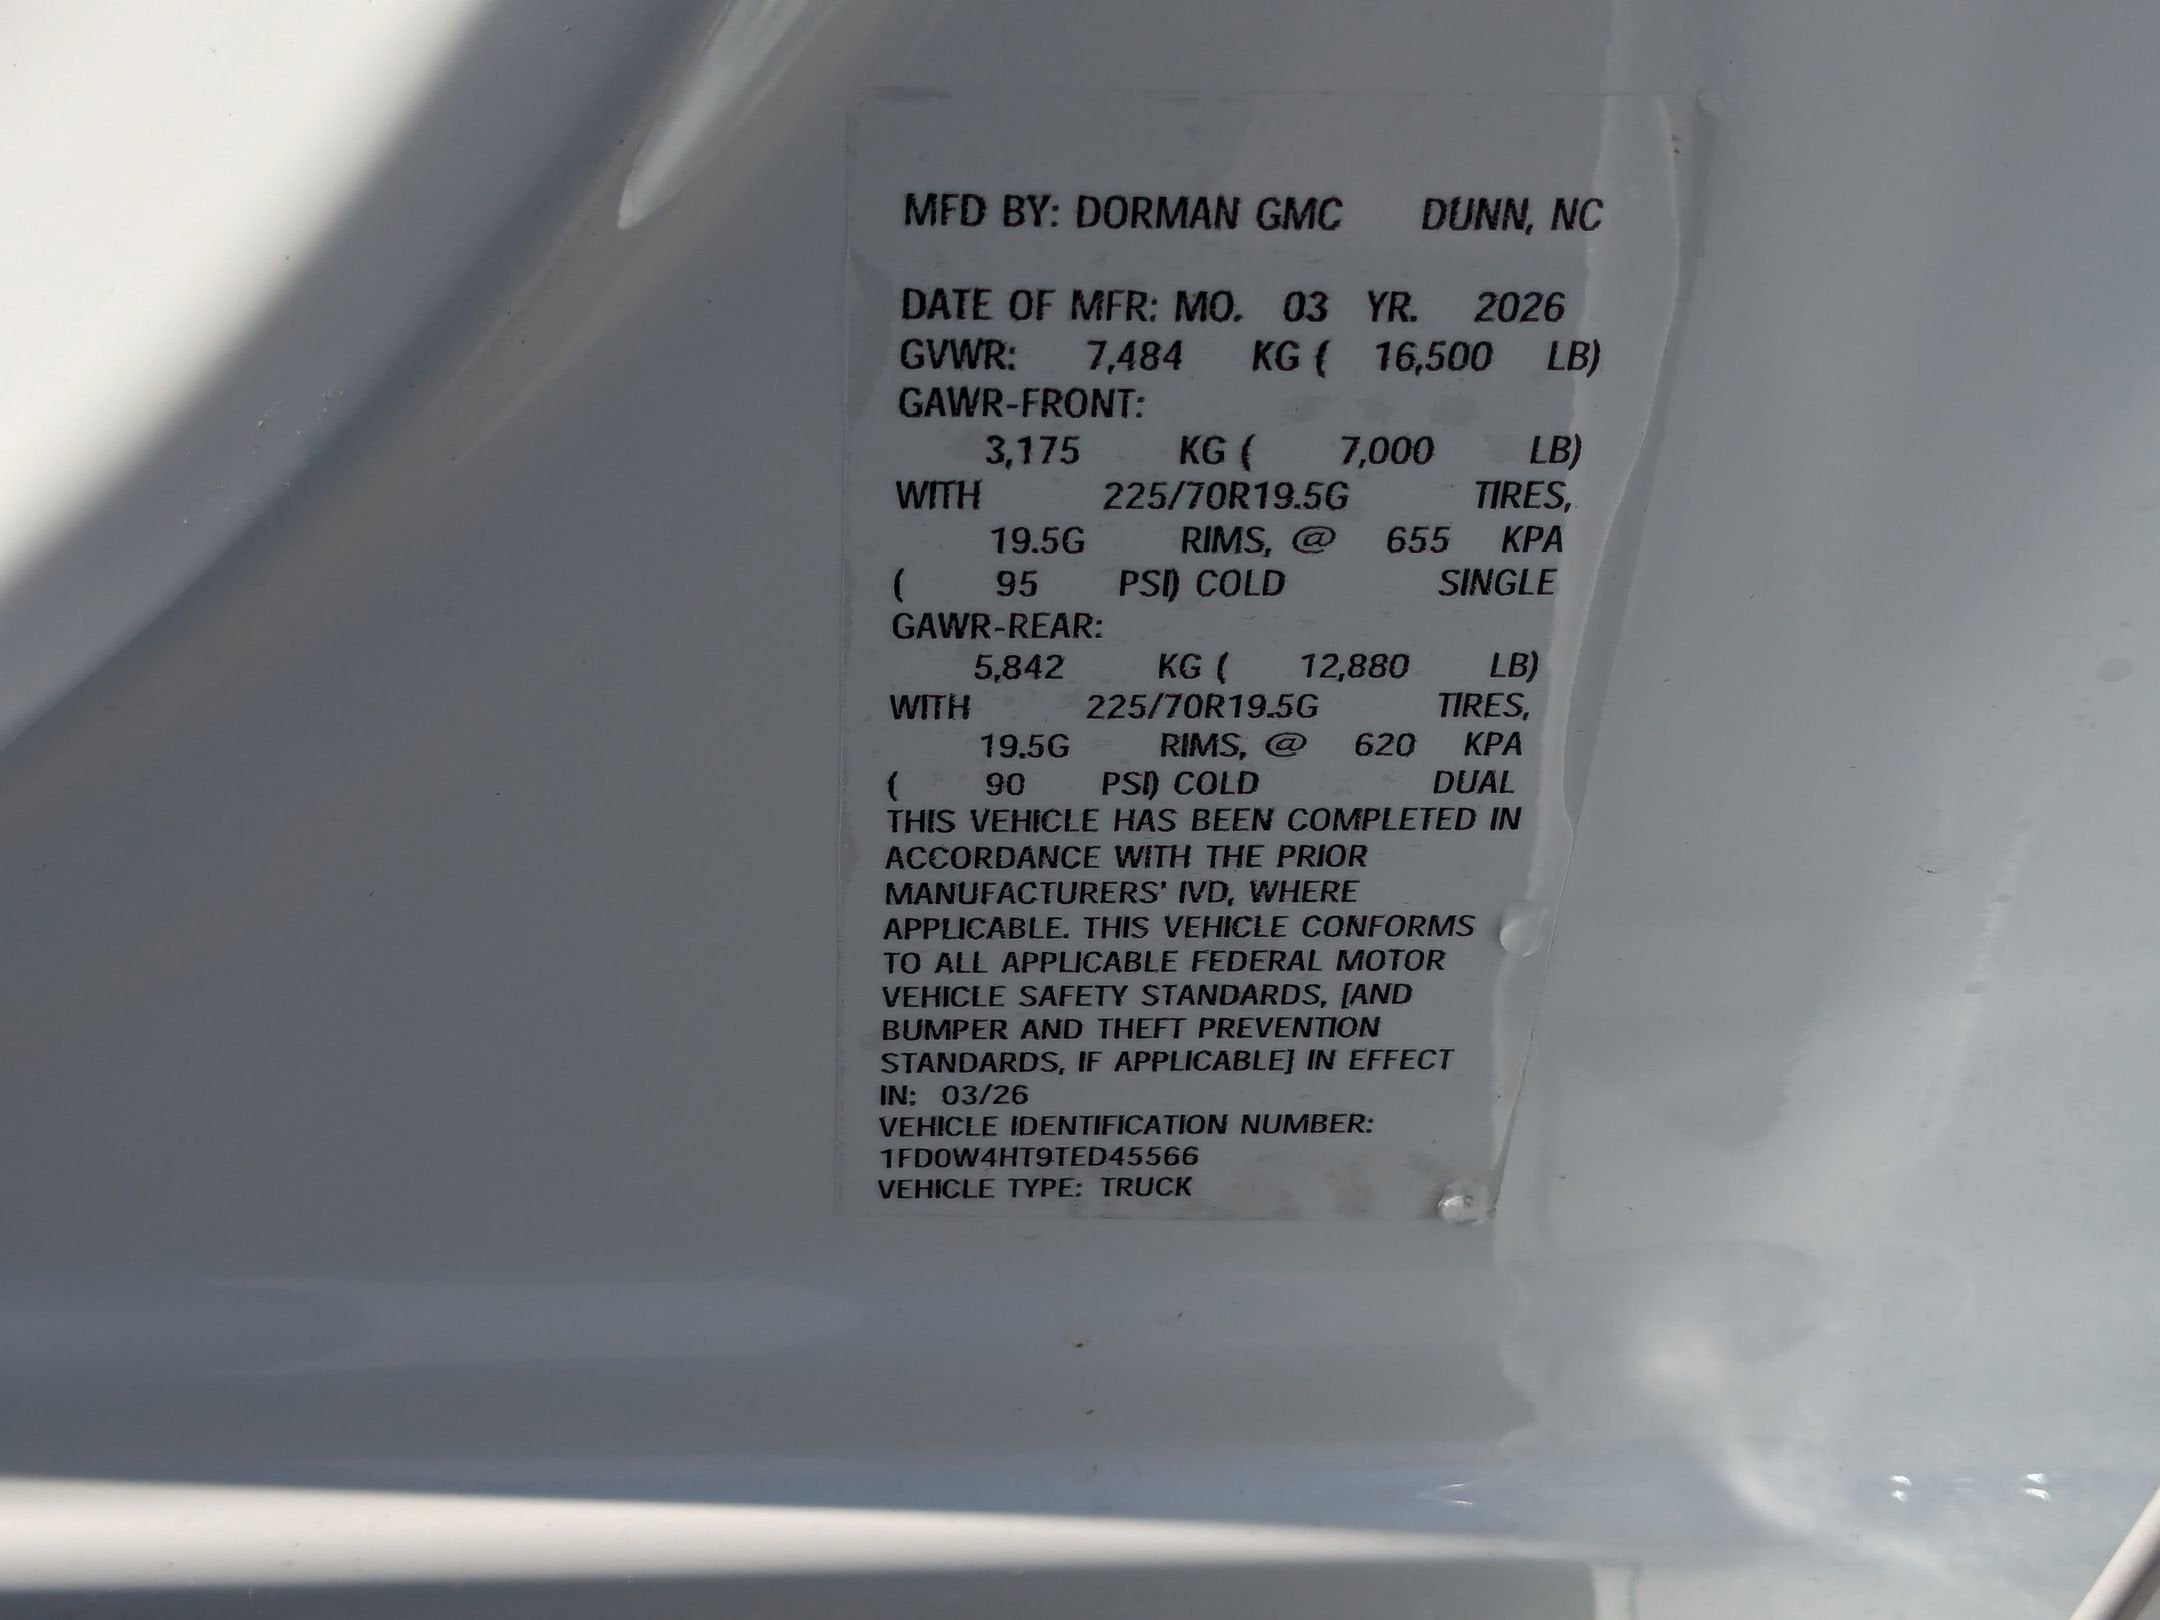 MFD BY: DORMAN GMC DUNN, NC
DATE OF MFR: MO. 03 YR. 2026
GVWR: 7,484 KG ( 16,500 LB)
GAWR-FRONT:
3,175 KG ( 7,000 LB)
WITH 225/70R19.5G TIRES,
19.5G RIMS, @ 655 KPA
( 95 PSI) COLD SINGLE
GAWR-REAR:
5,842 KG ( 12,880 LB)
WITH 225/70R19.5G TIRES,
19.5G RIMS, @ 620 KPA
( 90 PSI) COLD DUAL
THIS VEHICLE HAS BEEN COMPLETED IN
ACCORDANCE WITH THE PRIOR
MANUFACTURERS' IVD, WHERE
APPLICABLE. THIS VEHICLE CONFORMS
TO ALL APPLICABLE FEDERAL MOTOR
VEHICLE SAFETY STANDARDS, [AND
BUMPER AND THEFT PREVENTION
STANDARDS, IF APPLICABLE] IN EFFECT
IN: 03/26
VEHICLE IDENTIFICATION NUMBER:
1FD0W4HT9TED45566
VEHICLE TYPE: TRUCK